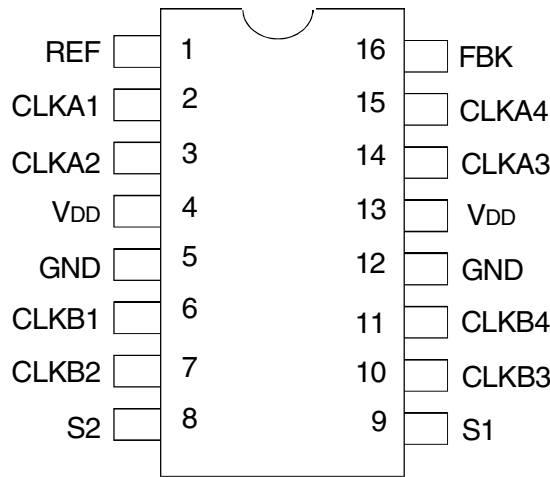 REF 1 16 FBK
CLKA1 2 15 CLKA4
CLKA2 3 14 CLKA3
VDD 4 13 VDD
GND 5 12 GND
CLKB1 6 11 CLKB4
CLKB2 7 10 CLKB3
S2 8 9 S1